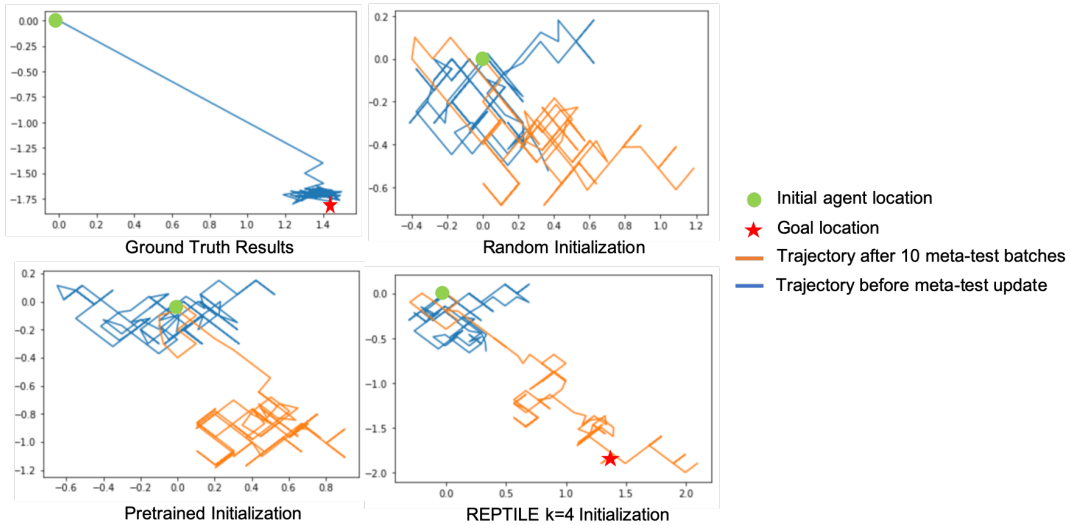 0.00
−0.25
−0.50
−0.75
−1.00
−1.25
−1.50
−1.75
0.0 0.2 0.4 0.6 0.8 1.0 1.2 1.4
Ground Truth Results
0.2
0.0
−0.2
−0.4
−0.6
−0.4 −0.2 0.0 0.2 0.4 0.6 0.8 1.0 1.2
Random Initialization
0.2
0.0
−0.2
−0.4
−0.6
−0.8
−1.0
−1.2
−0.6 −0.4 −0.2 0.0 0.2 0.4 0.6 0.8
Pretrained Initialization
0.0
−0.5
−1.0
−1.5
−2.0
0.0 0.5 1.0 1.5 2.0
REPTILE k=4 Initialization
Initial agent location
Goal location
Trajectory after 10 meta-test batches
Trajectory before meta-test update